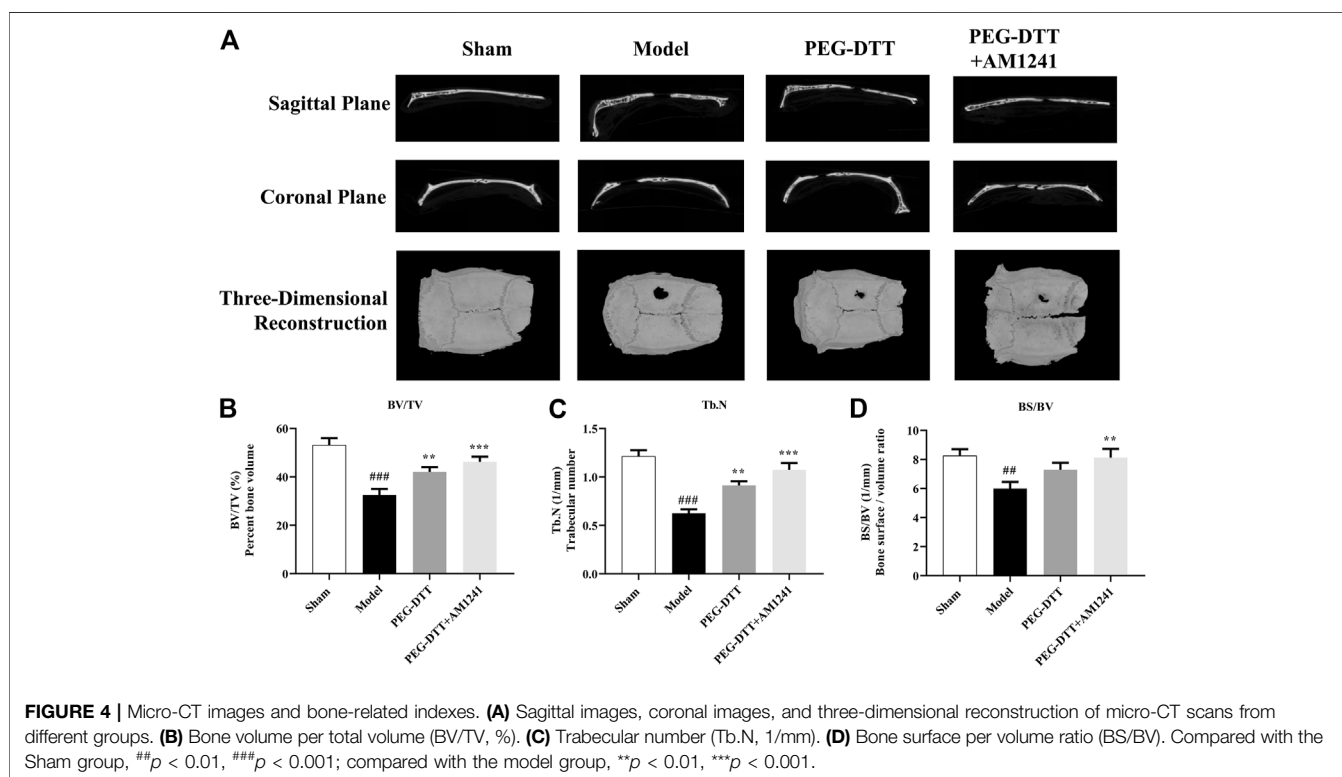 A
Sham
Model
PEG-DTT
PEG-DTT
+AM1241
Sagittal Plane
Coronal Plane
Three-Dimensional
Reconstruction
B
BV/TV
BV/TV (%)
Percent bone volume
60
40
20
0
###
**
***
Sham
Model
PEG-DTT
PEG-DTT+AM1241
C
Tb.N
Tb.N (1/mm)
Trabecular number
1.5
1.0
0.5
0.0
###
**
***
Sham
Model
PEG-DTT
PEG-DTT+AM1241
D
BS/BV
BS/BV (1/mm)
Bone surface / volume ratio
10
8
6
4
2
0
##
**
Sham
Model
PEG-DTT
PEG-DTT+AM1241
FIGURE 4 | Micro-CT images and bone-related indexes. (A) Sagittal images, coronal images, and three-dimensional reconstruction of micro-CT scans from
different groups. (B) Bone volume per total volume (BV/TV, %). (C) Trabecular number (Tb.N, 1/mm). (D) Bone surface per volume ratio (BS/BV). Compared with the
Sham group, ##p < 0.01, ###p < 0.001; compared with the model group, **p < 0.01, ***p < 0.001.